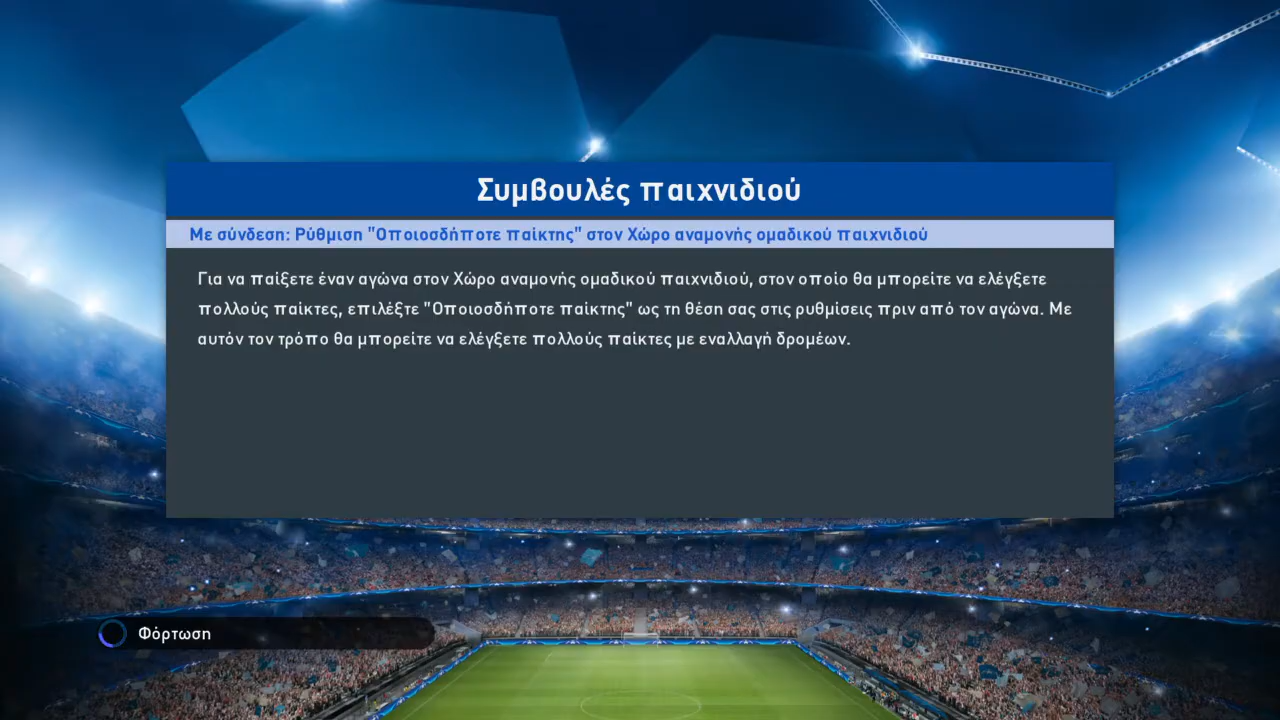 Συμβουλές παιχνιδιού
Με σύνδεση: Ρύθμιση "Οποιοσδήποτε παίκτης" στον Χώρο αναμονής ομαδικού παιχνιδιού
Για να παίξετε έναν αγώνα στον Χώρο αναμονής ομαδικού παιχνιδιού, στον οποίο θα μπορείτε να ελέγξετε
πολλούς παίκτες, επιλέξτε "Οποιοσδήποτε παίκτης" ως τη θέση σας στις ρυθμίσεις πριν από τον αγώνα. Με
αυτόν τον τρόπο θα μπορείτε να ελέγξετε πολλούς παίκτες με εναλλαγή δρομέων.
Φόρτωση